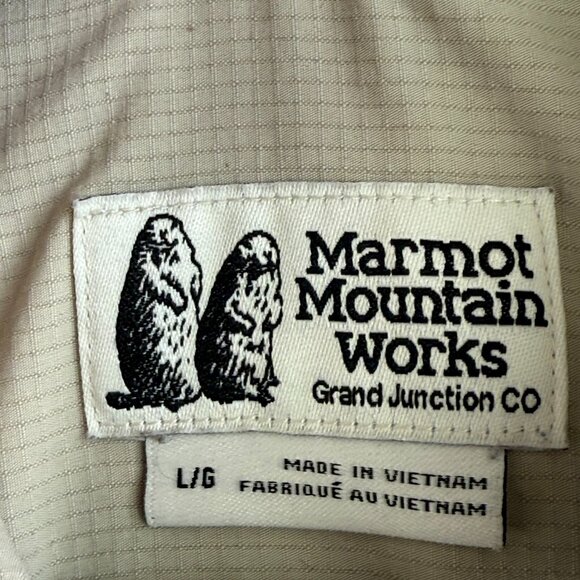 Marmot
Mountain
Works
Grand Junction CO
L/G
MADE IN VIETNAM
FABRIQUÉ AU VIETNAM